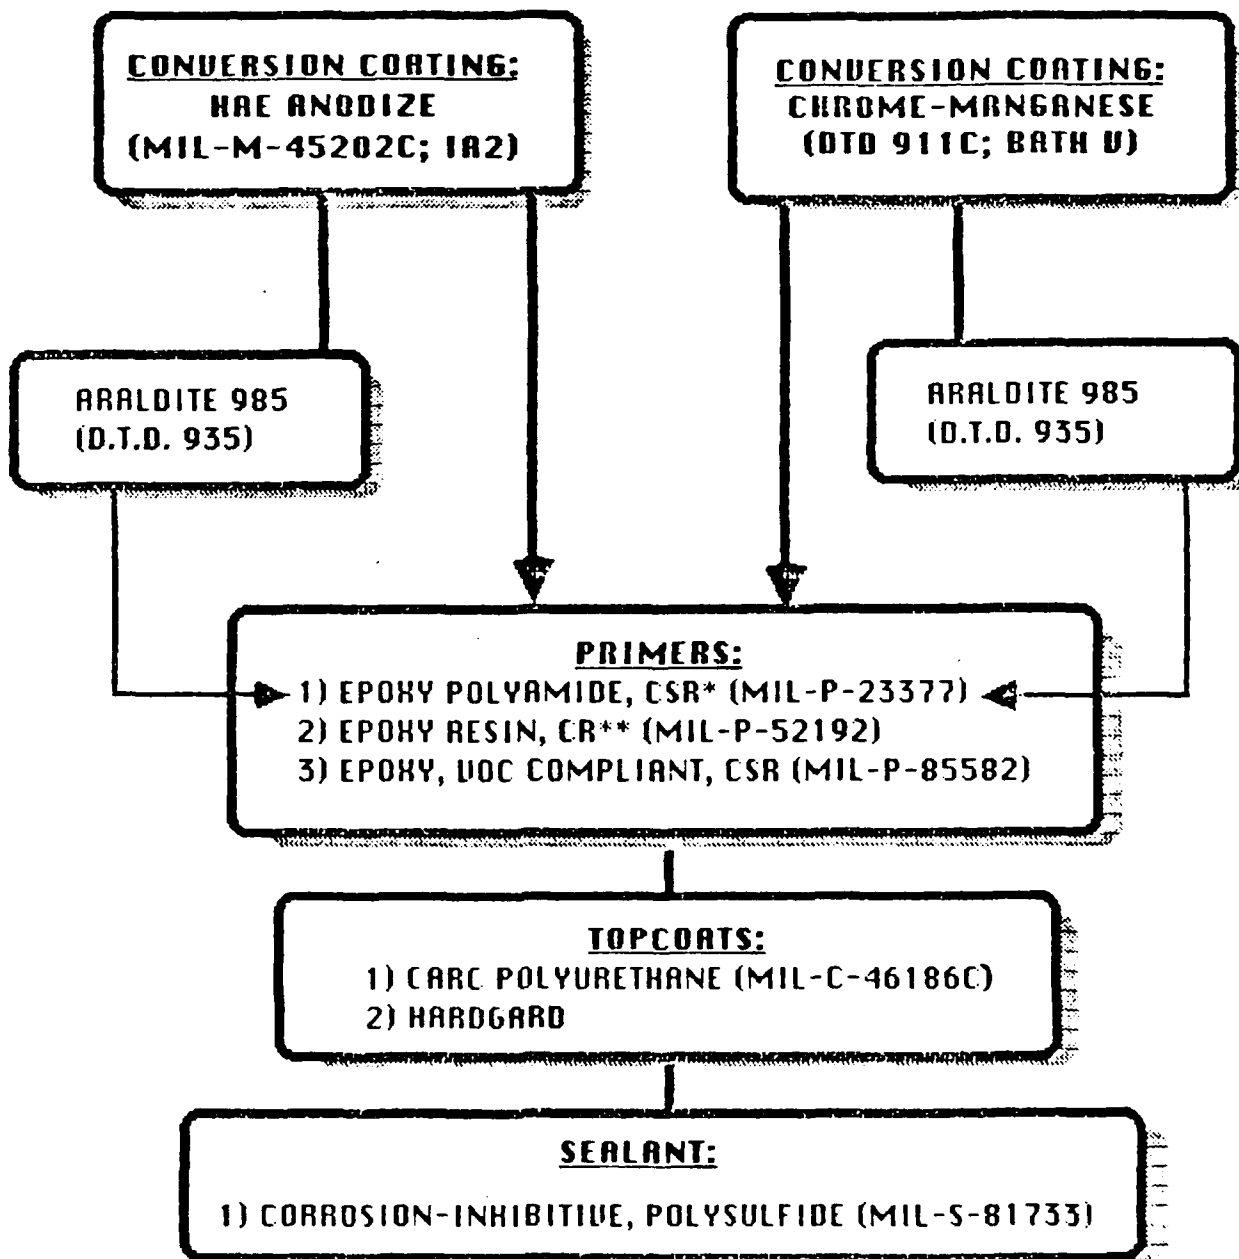 CONVERSION COATING:
HAE ANODIZE
(MIL-M-45202C; IA2)
CONVERSION COATING:
CHROME-MANGANESE
(DTD 911C; BATH V)
ARALDITE 985
(D.T.D. 935)
ARALDITE 985
(D.T.D. 935)
PRIMERS:
1) EPOXY POLYAMIDE, CSR* (MIL-P-23377)
2) EPOXY RESIN, CR** (MIL-P-52192)
3) EPOXY, VOC COMPLIANT, CSR (MIL-P-85582)
TOPCOATS:
1) CARC POLYURETHANE (MIL-C-46186C)
2) HARDGARD
SEALANT:
1) CORROSION-INHIBITIVE, POLYSULFIDE (MIL-S-81733)